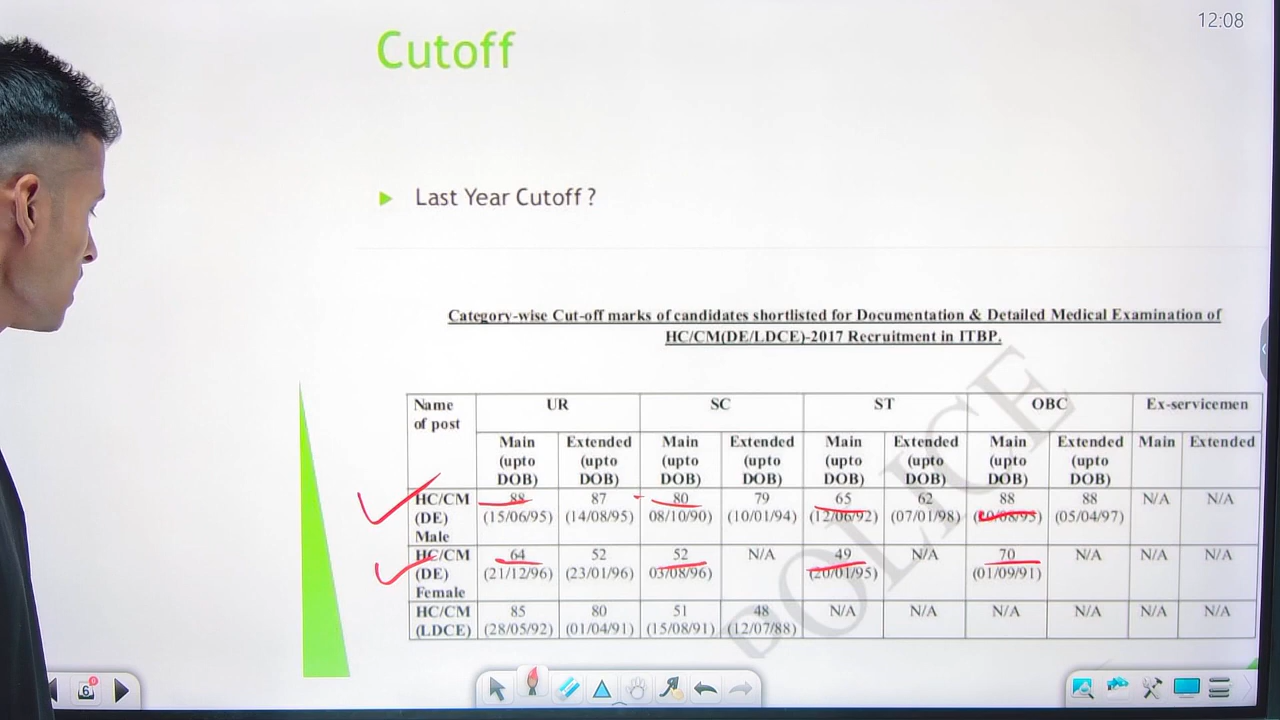 12:08
Cutoff
Last Year Cutoff ?
Category-wise Cut-off marks of candidates shortlisted for Documentation & Detailed Medical Examination of
HC/CM(DE/LDCE)-2017 Recruitment in ITBP.
Name of post UR SC ST OBC Ex-servicemen
Main (upto DOB) Extended (upto DOB) Main (upto DOB) Extended (upto DOB) Main (upto DOB) Extended (upto DOB) Main (upto DOB) Extended (upto DOB) Main Extended
HC/CM 88 87 80 79 65 62 88 88 N/A N/A
(DE) (15/06/95) (14/08/95) 08/10/90) (10/01/94) (12/06/92) (07/01/98) (05/04/97)
Male
HC/CM 64 52 52 N/A 49 N/A 70 N/A N/A N/A
(DE) (21/12/96) (23/01/96) 03/08/96) (20/01/95) (01/09/91)
Female
HC/CM 85 80 51 48 N/A N/A N/A N/A N/A N/A
(LDCE) (28/05/92) (01/04/91) (15/08/91) (12/07/88)
POLICE
6